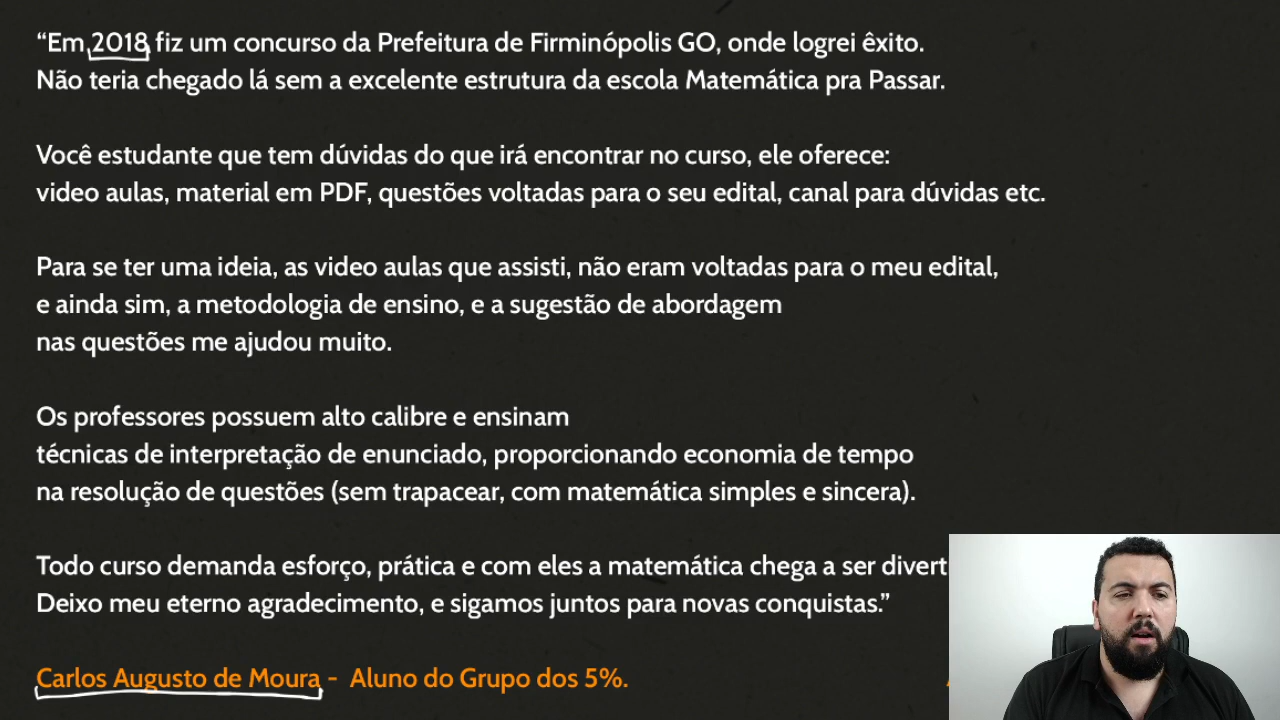 “Em 2018 fiz um concurso da Prefeitura de Firminópolis GO, onde logrei êxito.
Não teria chegado lá sem a excelente estrutura da escola Matemática pra Passar.
Você estudante que tem dúvidas do que irá encontrar no curso, ele oferece:
video aulas, material em PDF, questões voltadas para o seu edital, canal para dúvidas etc.
Para se ter uma ideia, as video aulas que assisti, não eram voltadas para o meu edital,
e ainda sim, a metodologia de ensino, e a sugestão de abordagem
nas questões me ajudou muito.
Os professores possuem alto calibre e ensinam
técnicas de interpretação de enunciado, proporcionando economia de tempo
na resolução de questões (sem trapacear, com matemática simples e sincera).
Todo curso demanda esforço, prática e com eles a matemática chega a ser divert
Deixo meu eterno agradecimento, e sigamos juntos para novas conquistas.”
Carlos Augusto de Moura - Aluno do Grupo dos 5%.